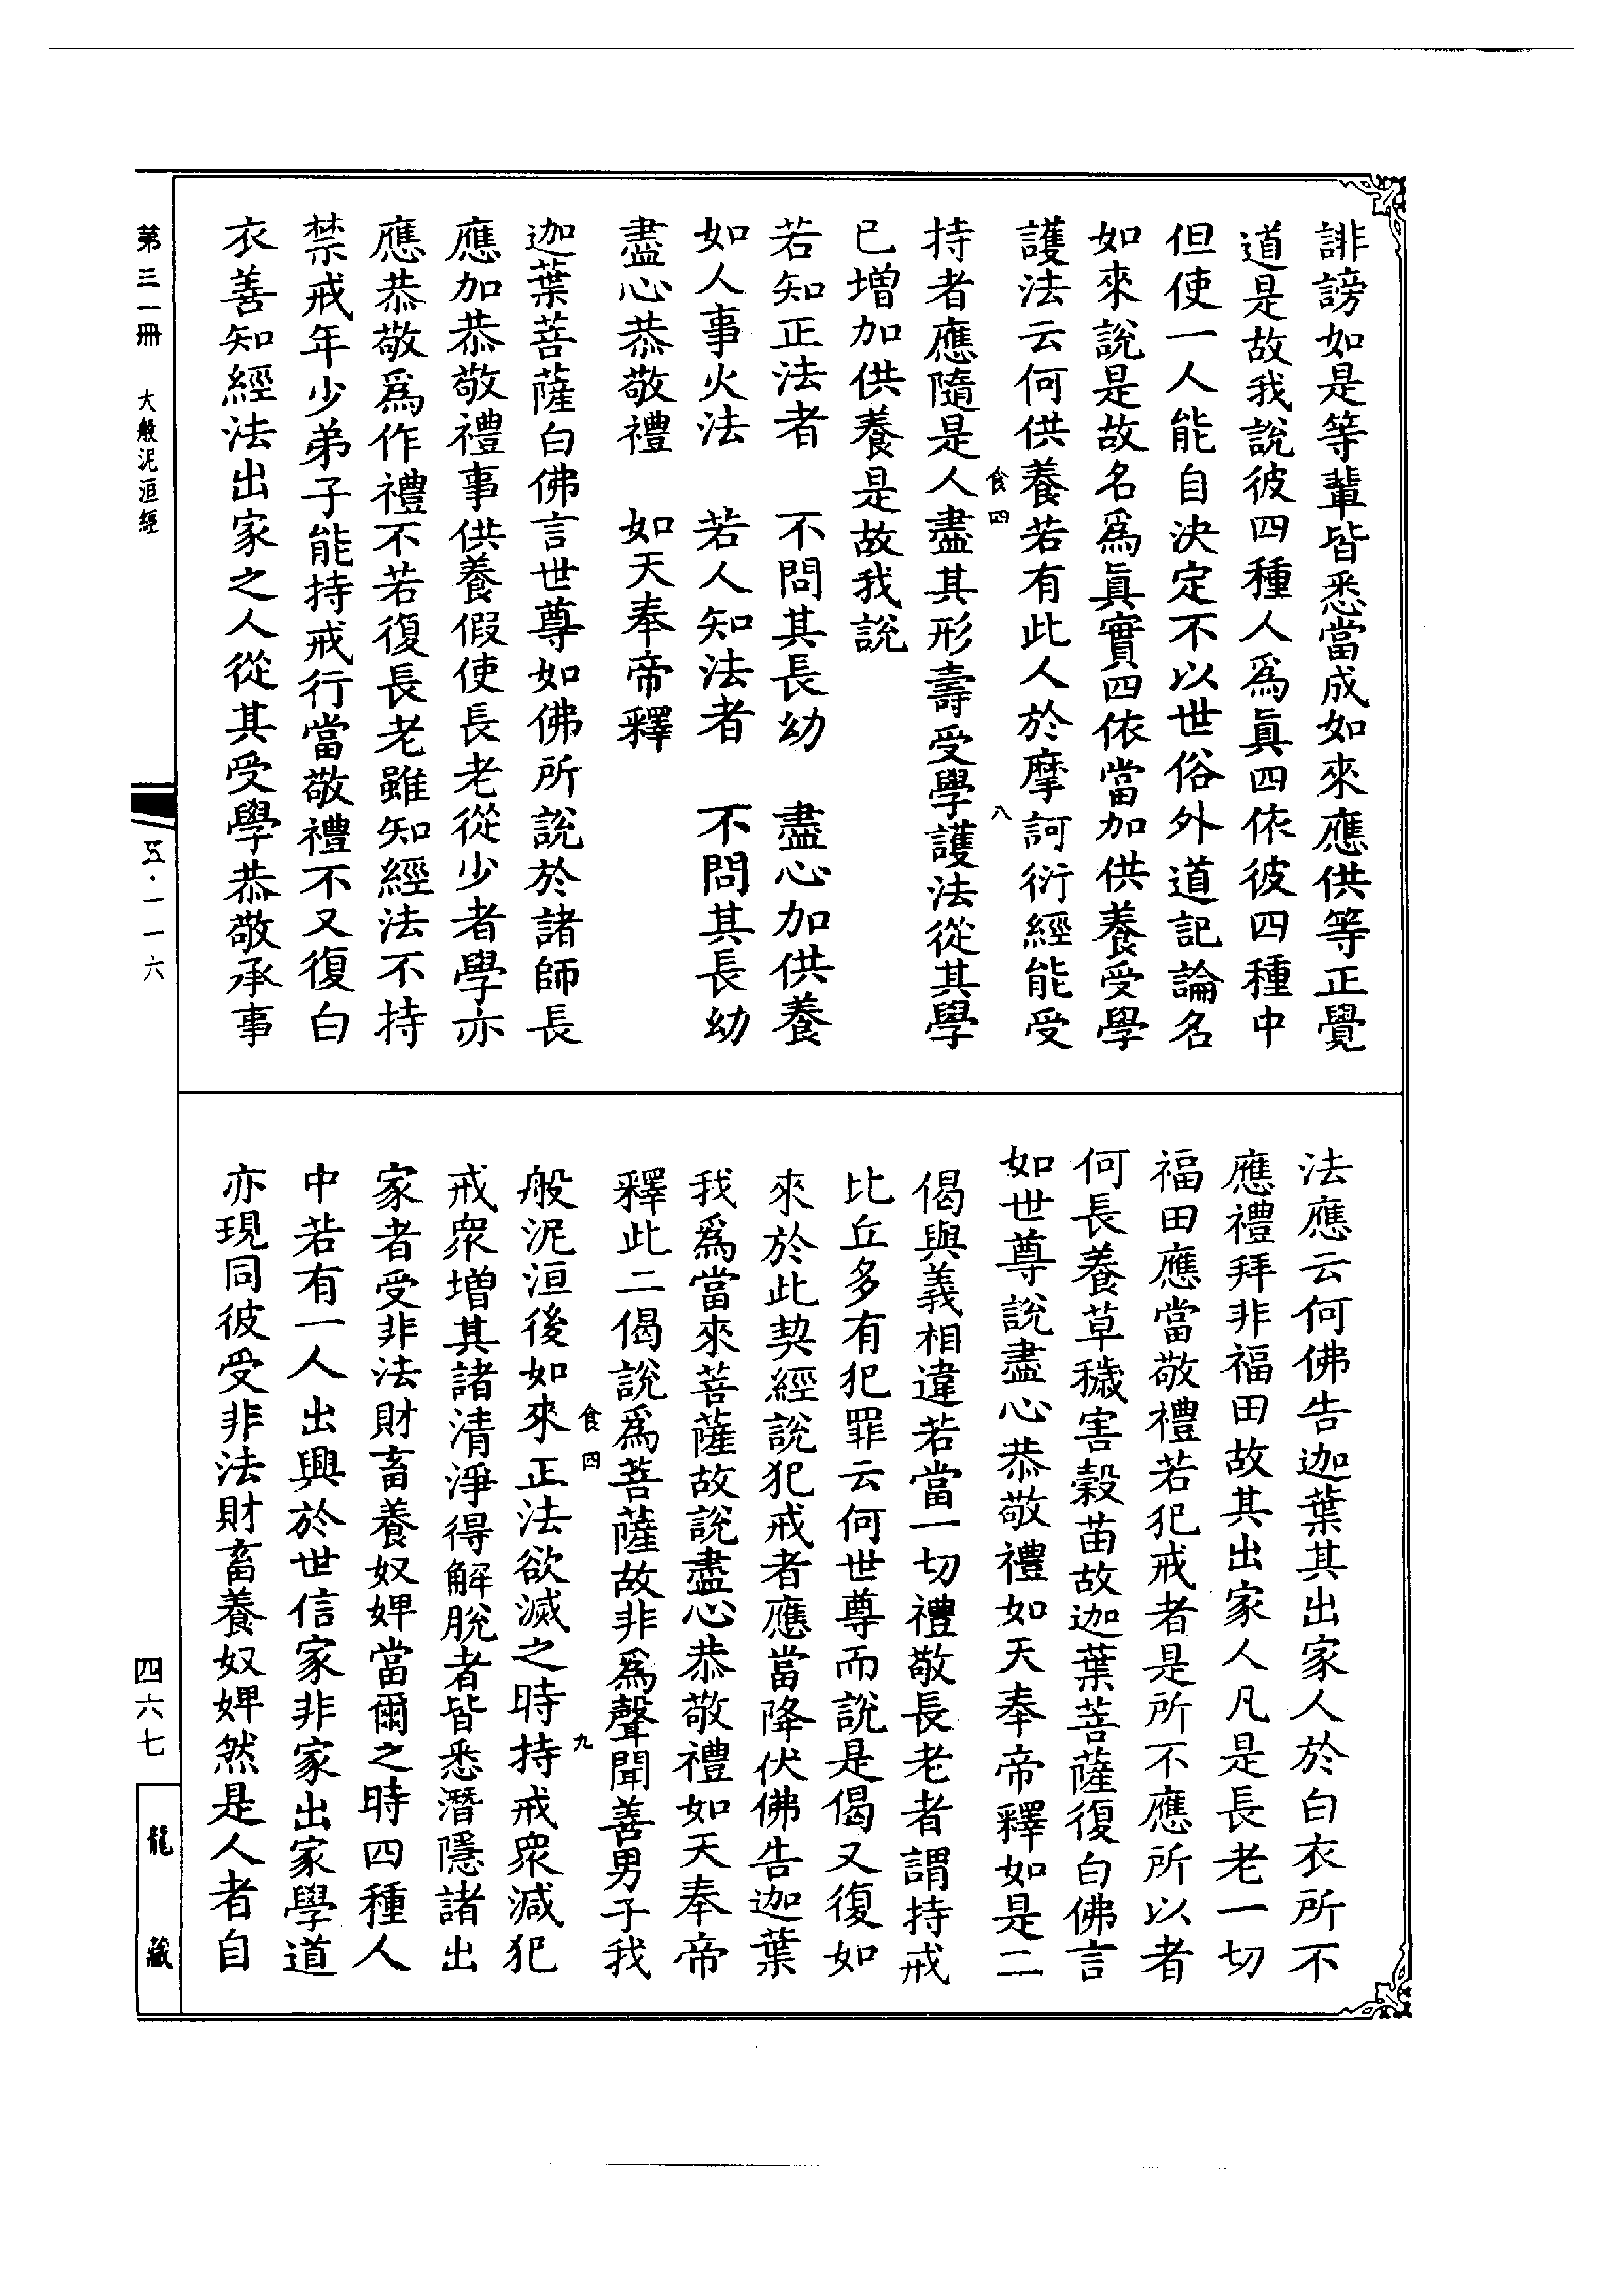 誹謗如是等輩皆悉當成如來應供等正覺
道是故我說彼四種人爲眞四依彼四種中
但使一人能自決定不以世俗外道記論名
如來說是故名爲眞實四依當加供養受學
護法云何供養若有此人於摩訶衍經能受
食四
八
持者應隨是人盡其形壽受學護法從其學
已增加供養是故我說
若知正法者　不問其長幼　盡心加供養
如人事火法　若人知法者　不問其長幼
盡心恭敬禮　如天奉帝釋
迦葉菩薩白佛言世尊如佛所說於諸師長
應加恭敬禮事供養假使長老從少者學亦
應恭敬爲作禮不若復長老雖知經法不持
禁戒年少弟子能持戒行當敬禮不又復白
衣善知經法出家之人從其受學恭敬承事
法應云何佛告迦葉其出家人於白衣所不
應禮拜非福田故其出家人凡是長老一切
福田應當敬禮若犯戒者是所不應所以者
何長養草穢害穀苗故迦葉菩薩復白佛言
如世尊說盡心恭敬禮如天奉帝釋如是二
偈與義相違若當一切禮敬長老者謂持戒
比丘多有犯罪云何世尊而說是偈又復如
來於此契經說犯戒者應當降伏佛告迦葉
我爲當來菩薩故說盡心恭敬禮如天奉帝
釋此二偈說爲菩薩故非爲聲聞善男子我
食四
九
般泥洹後如來正法欲滅之時持戒衆減犯
戒衆增其諸清淨得解脫者皆悉潛隱諸出
家者受非法財畜養奴婢當爾之時四種人
中若有一人出興於世信家非家出家學道
亦現同彼受非法財畜養奴婢然是人者自
第三一冊　大般泥洹經
五·一一六
四六七
龍藏